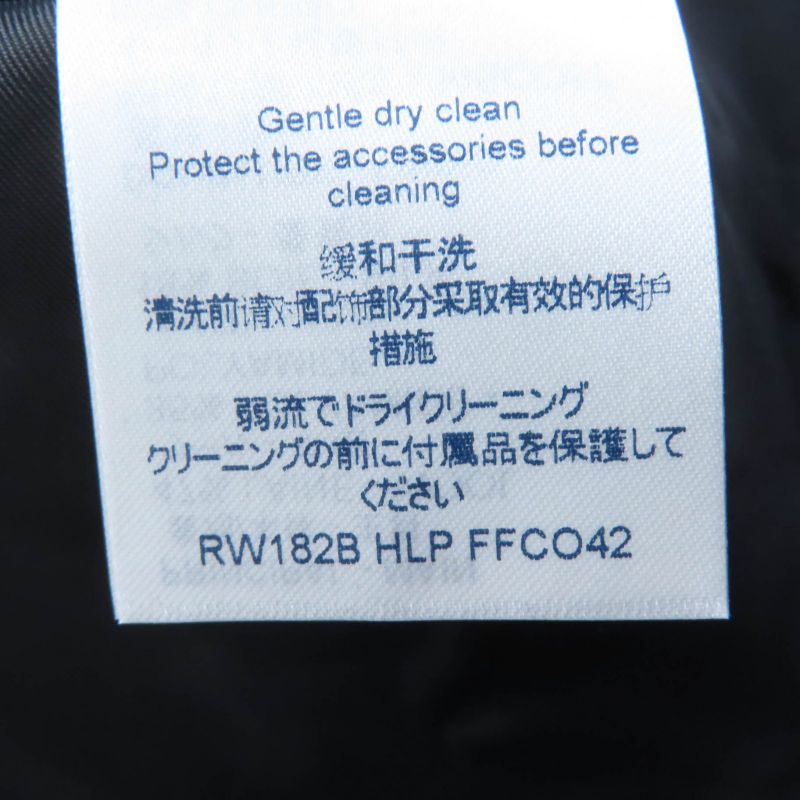 Gentle dry clean
Protect the accessories before
cleaning
缓和干洗
清洗前请对配饰部分采取有效的保护
措施
弱流でドライクリーニング
クリーニングの前に付属品を保護して
ください
RW182B HLP FFCO42